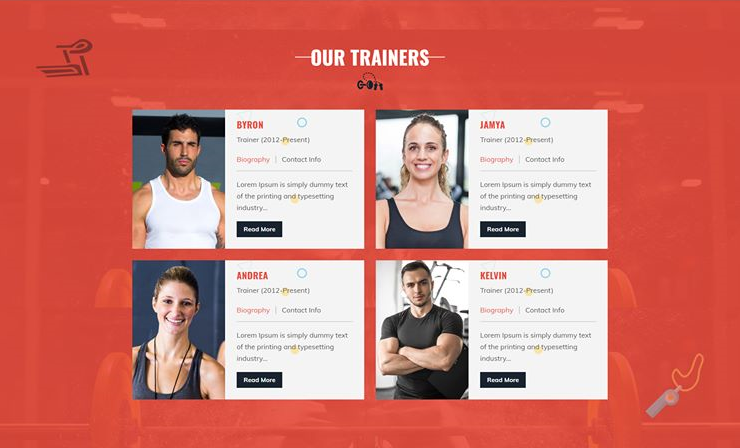 OUR TRAINERS
BYRON
Trainer (2012-Present)
Biography | Contact Info
Lorem Ipsum is simply dummy text
of the printing and typesetting
industry...
Read More
JAMYA
Trainer (2012-Present)
Biography | Contact Info
Lorem Ipsum is simply dummy text
of the printing and typesetting
industry...
Read More
ANDREA
Trainer (2012-Present)
Biography | Contact Info
Lorem Ipsum is simply dummy text
of the printing and typesetting
industry...
Read More
KELVIN
Trainer (2012-Present)
Biography | Contact Info
Lorem Ipsum is simply dummy text
of the printing and typesetting
industry...
Read More